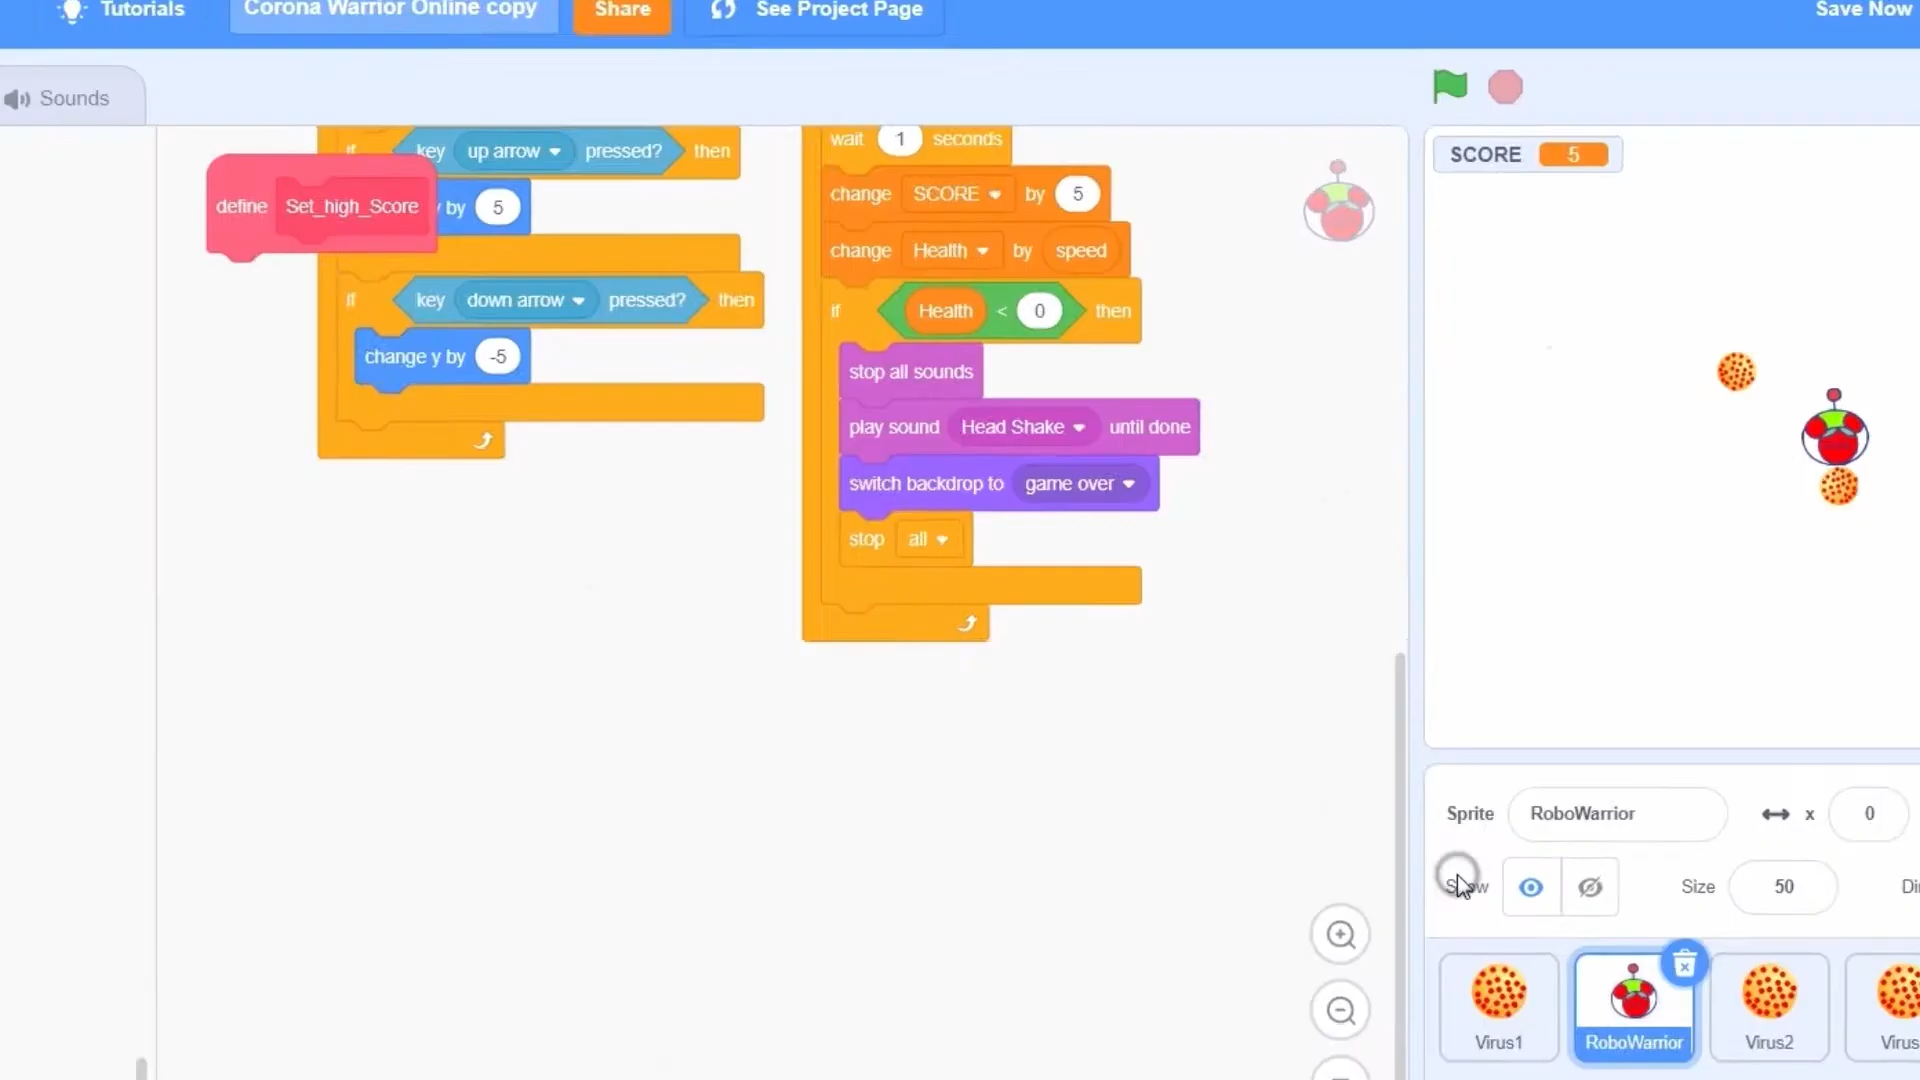 Tutorials
Corona Warrior Online copy
Share
See Project Page
Save Now
Sounds
if key up arrow pressed? then
define Set_high_Score
by 5
if key down arrow pressed? then
change y by -5
wait 1 seconds
change SCORE by 5
change Health by speed
if Health < 0 then
stop all sounds
play sound Head Shake until done
switch backdrop to game over
stop all
SCORE 5
Sprite RoboWarrior x 0
Show Size 50
Virus1
RoboWarrior
Virus2
Virus